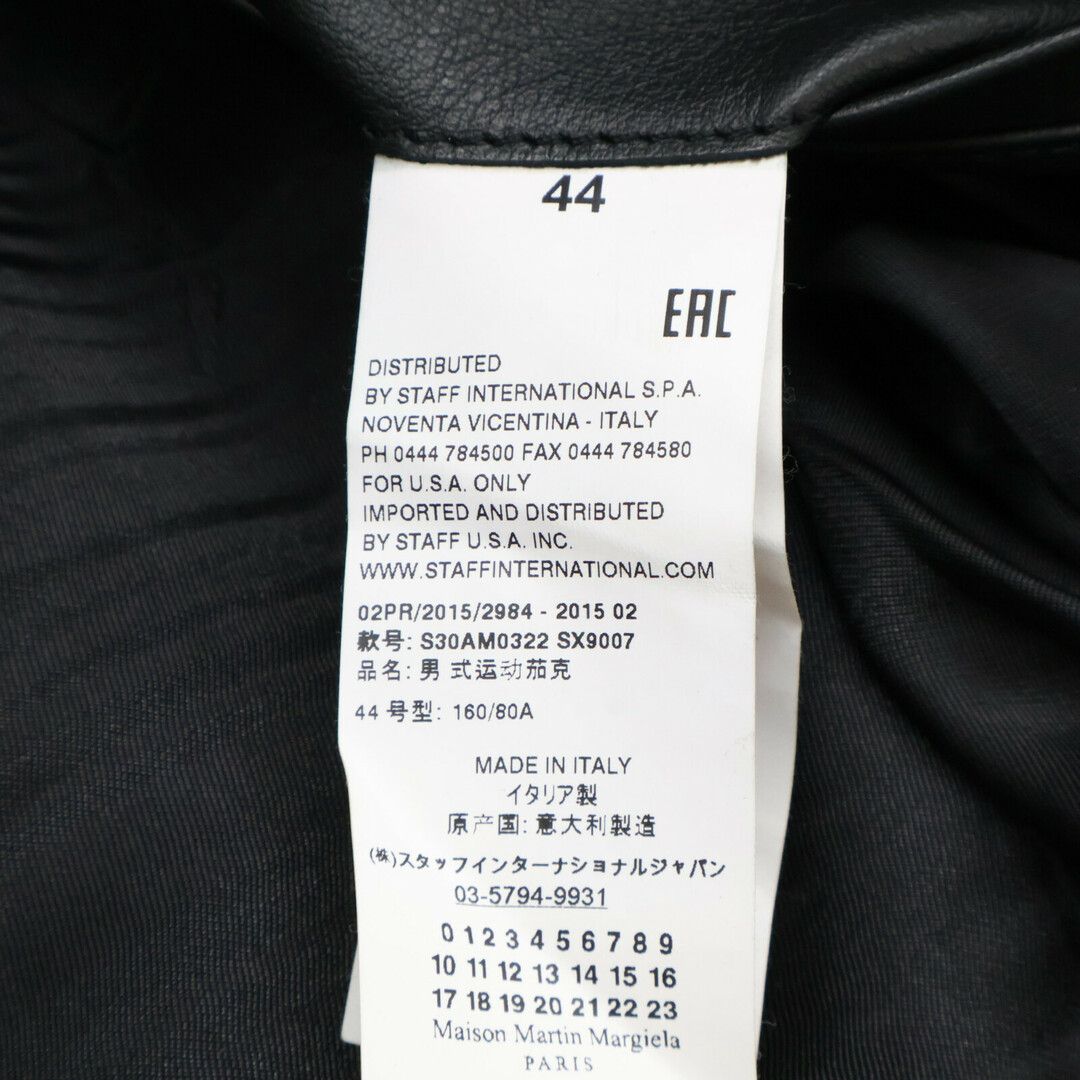 44
EAC
DISTRIBUTED
BY STAFF INTERNATIONAL S.P.A.
NOVENTA VICENTINA - ITALY
PH 0444 784500 FAX 0444 784580
FOR U.S.A. ONLY
IMPORTED AND DISTRIBUTED
BY STAFF U.S.A. INC.
WWW.STAFFINTERNATIONAL.COM
02PR/2015/2984 - 2015 02
款号: S30AM0322 SX9007
品名: 男 式运动茄克
44 号型: 160/80A
MADE IN ITALY
イタリア製
原产国: 意大利製造
(株)スタッフインターナショナルジャパン
03-5794-9931
0 1 2 3 4 5 6 7 8 9
10 11 12 13 14 15 16
17 18 19 20 21 22 23
Maison Martin Margiela
PARIS